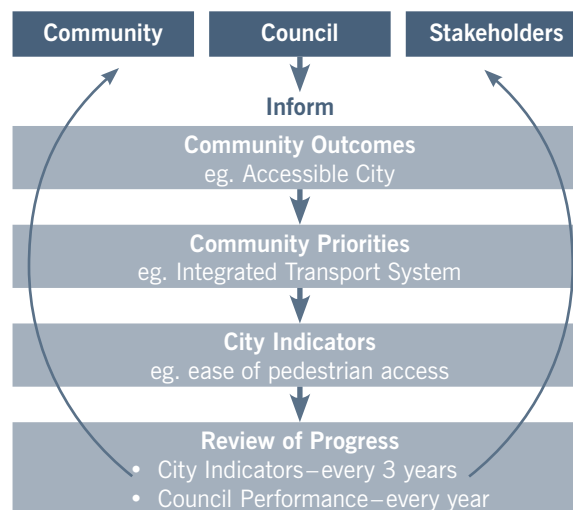 Community
Council
Stakeholders
Inform
Community Outcomes
eg. Accessible City
Community Priorities
eg. Integrated Transport System
City Indicators
eg. ease of pedestrian access
Review of Progress
• City Indicators–every 3 years
• Council Performance–every year